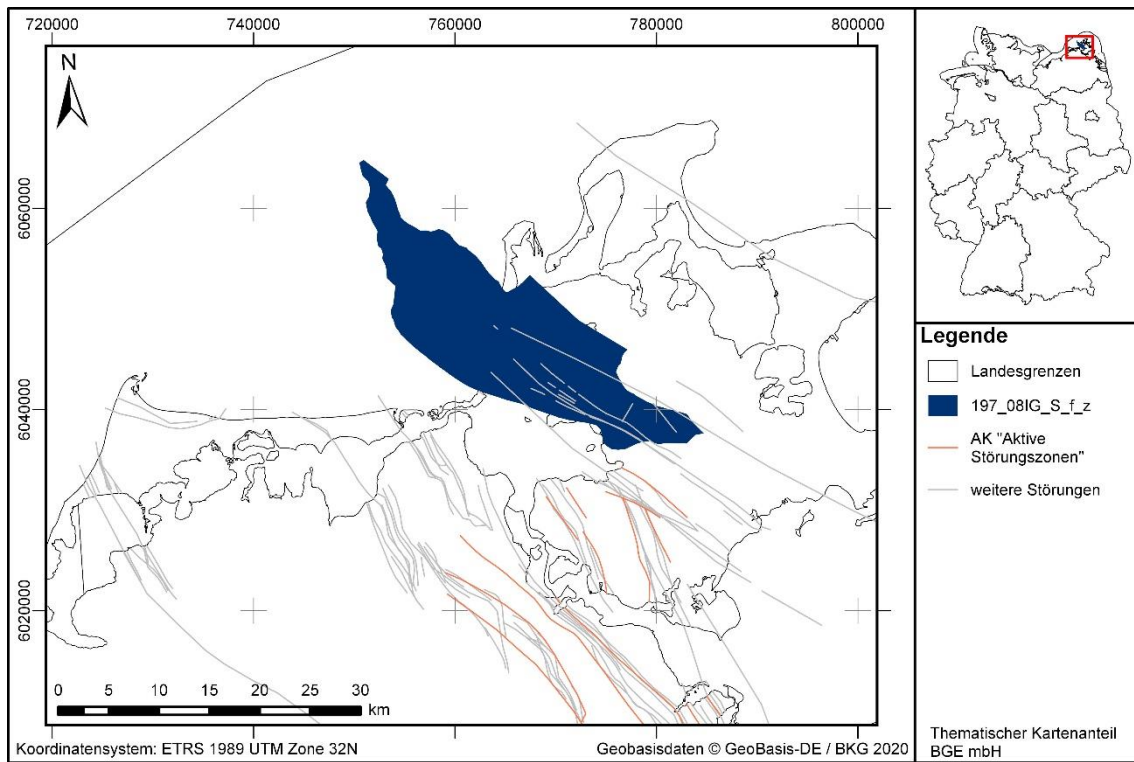 720000 740000 760000 780000 800000
N
6060000
6040000
6020000
0 5 10 15 20 25 30
km
Koordinatensystem: ETRS 1989 UTM Zone 32N
Geobasisdaten © GeoBasis-DE / BKG 2020
Legende
Landesgrenzen
197_08IG_S_f_z
AK "Aktive
Störungszonen"
weitere Störungen
Thematischer Kartenanteil
BGE mbH